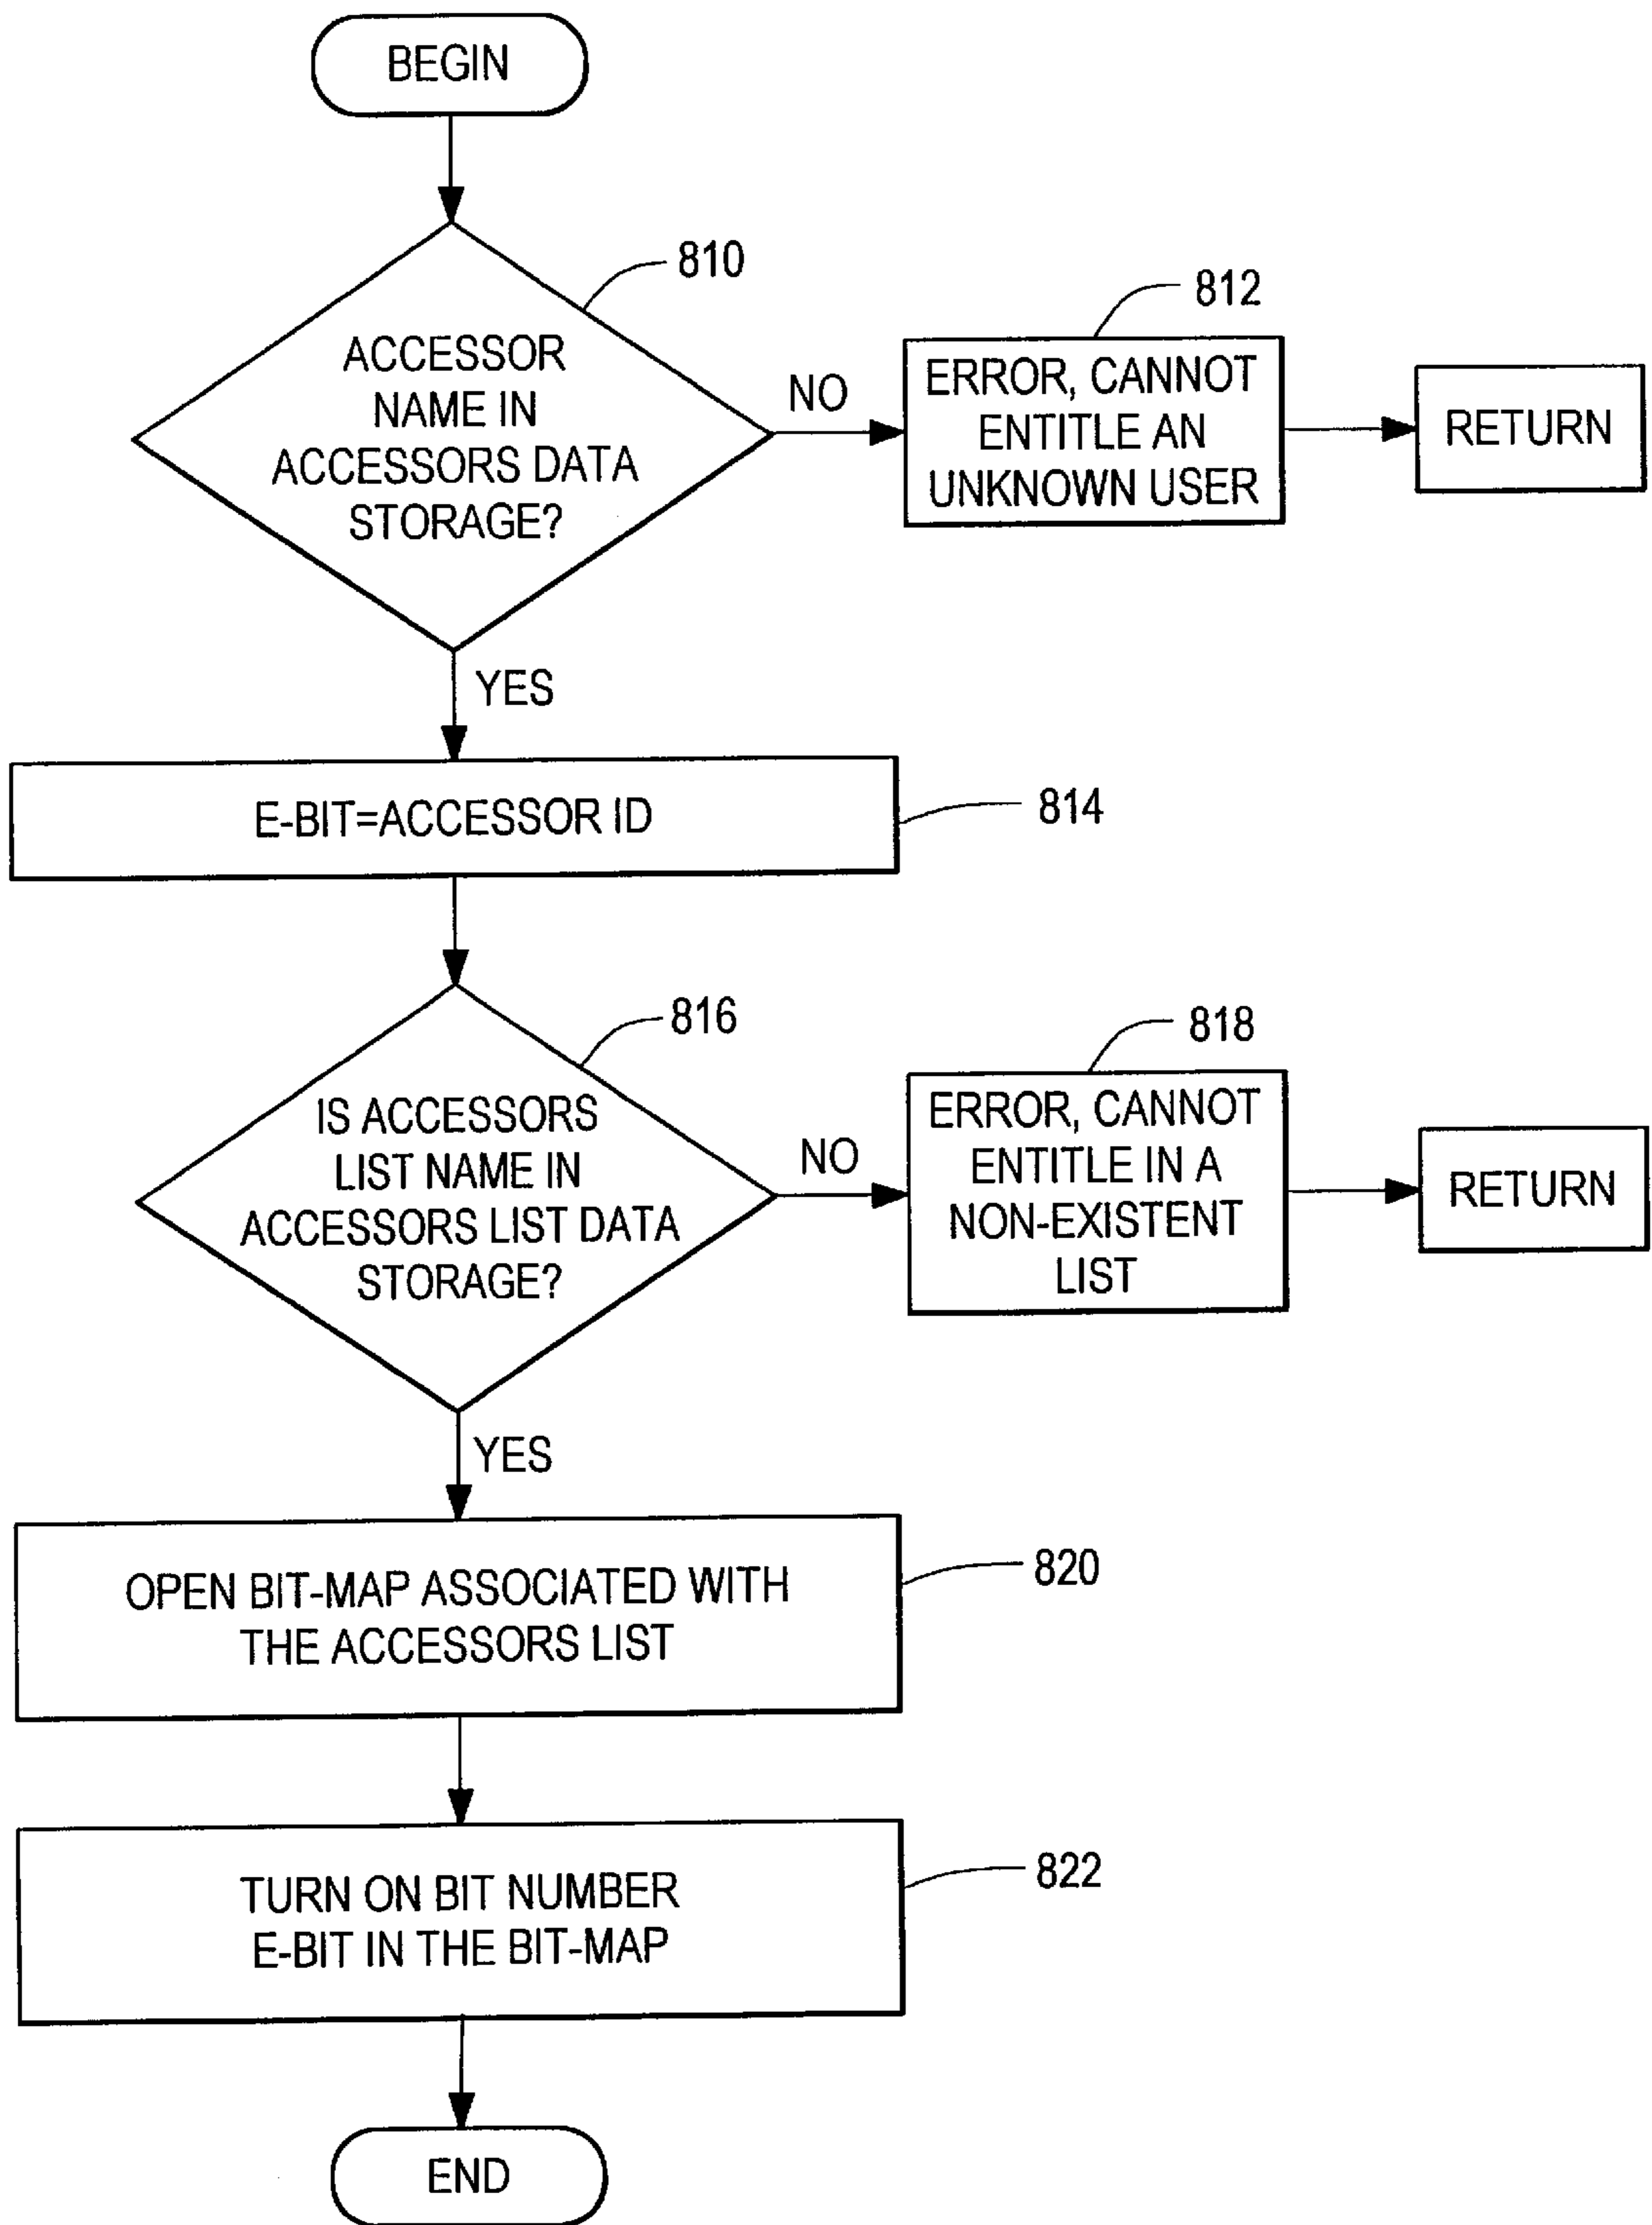 BEGIN
810
ACCESSOR
NAME IN
ACCESSORS DATA
STORAGE?
NO
812
ERROR, CANNOT
ENTITLE AN
UNKNOWN USER
RETURN
YES
E-BIT=ACCESSOR ID
814
816
IS ACCESSORS
LIST NAME IN
ACCESSORS LIST DATA
STORAGE?
NO
818
ERROR, CANNOT
ENTITLE IN A
NON-EXISTENT
LIST
RETURN
YES
OPEN BIT-MAP ASSOCIATED WITH
THE ACCESSORS LIST
820
TURN ON BIT NUMBER
E-BIT IN THE BIT-MAP
822
END